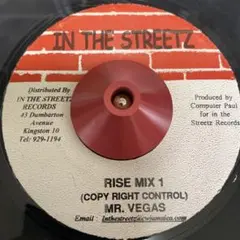 IN THE STREETZ
Distributed By
IN THE STREETZ
RECORDS
43 Dumbarton
Avenue
Kingston 10
Tel: 929-1194
Produced by
Computer Paul
for in the
Streetz Records
RISE MIX 1
(COPY RIGHT CONTROL)
MR. VEGAS
Email :